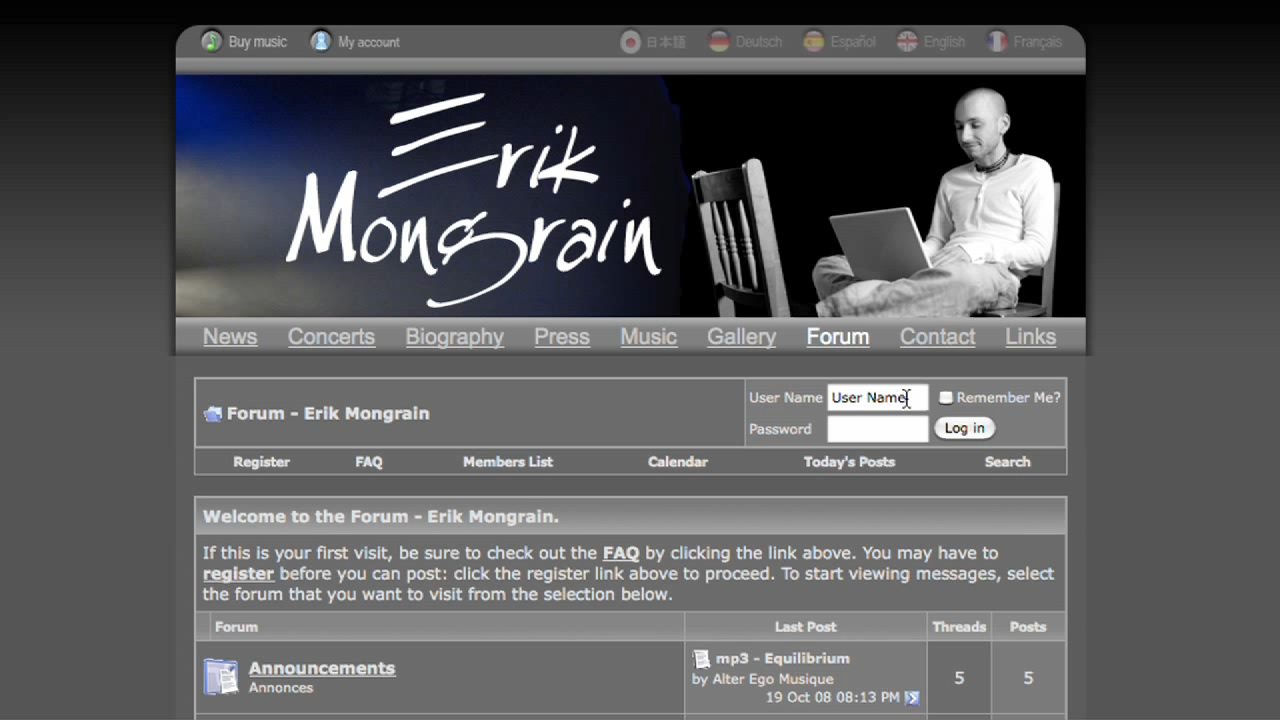 Buy music My account 日本語 Deutsch Español English Français
Erik
Mongrain
News Concerts Biography Press Music Gallery Forum Contact Links
Forum - Erik Mongrain
User Name User Name Remember Me?
Password Log in
Register FAQ Members List Calendar Today's Posts Search
Welcome to the Forum - Erik Mongrain.
If this is your first visit, be sure to check out the FAQ by clicking the link above. You may have to
register before you can post: click the register link above to proceed. To start viewing messages, select
the forum that you want to visit from the selection below.
Forum Last Post Threads Posts
Announcements
Annonces
mp3 - Equilibrium
by Alter Ego Musique
19 Oct 08 08:13 PM
5 5